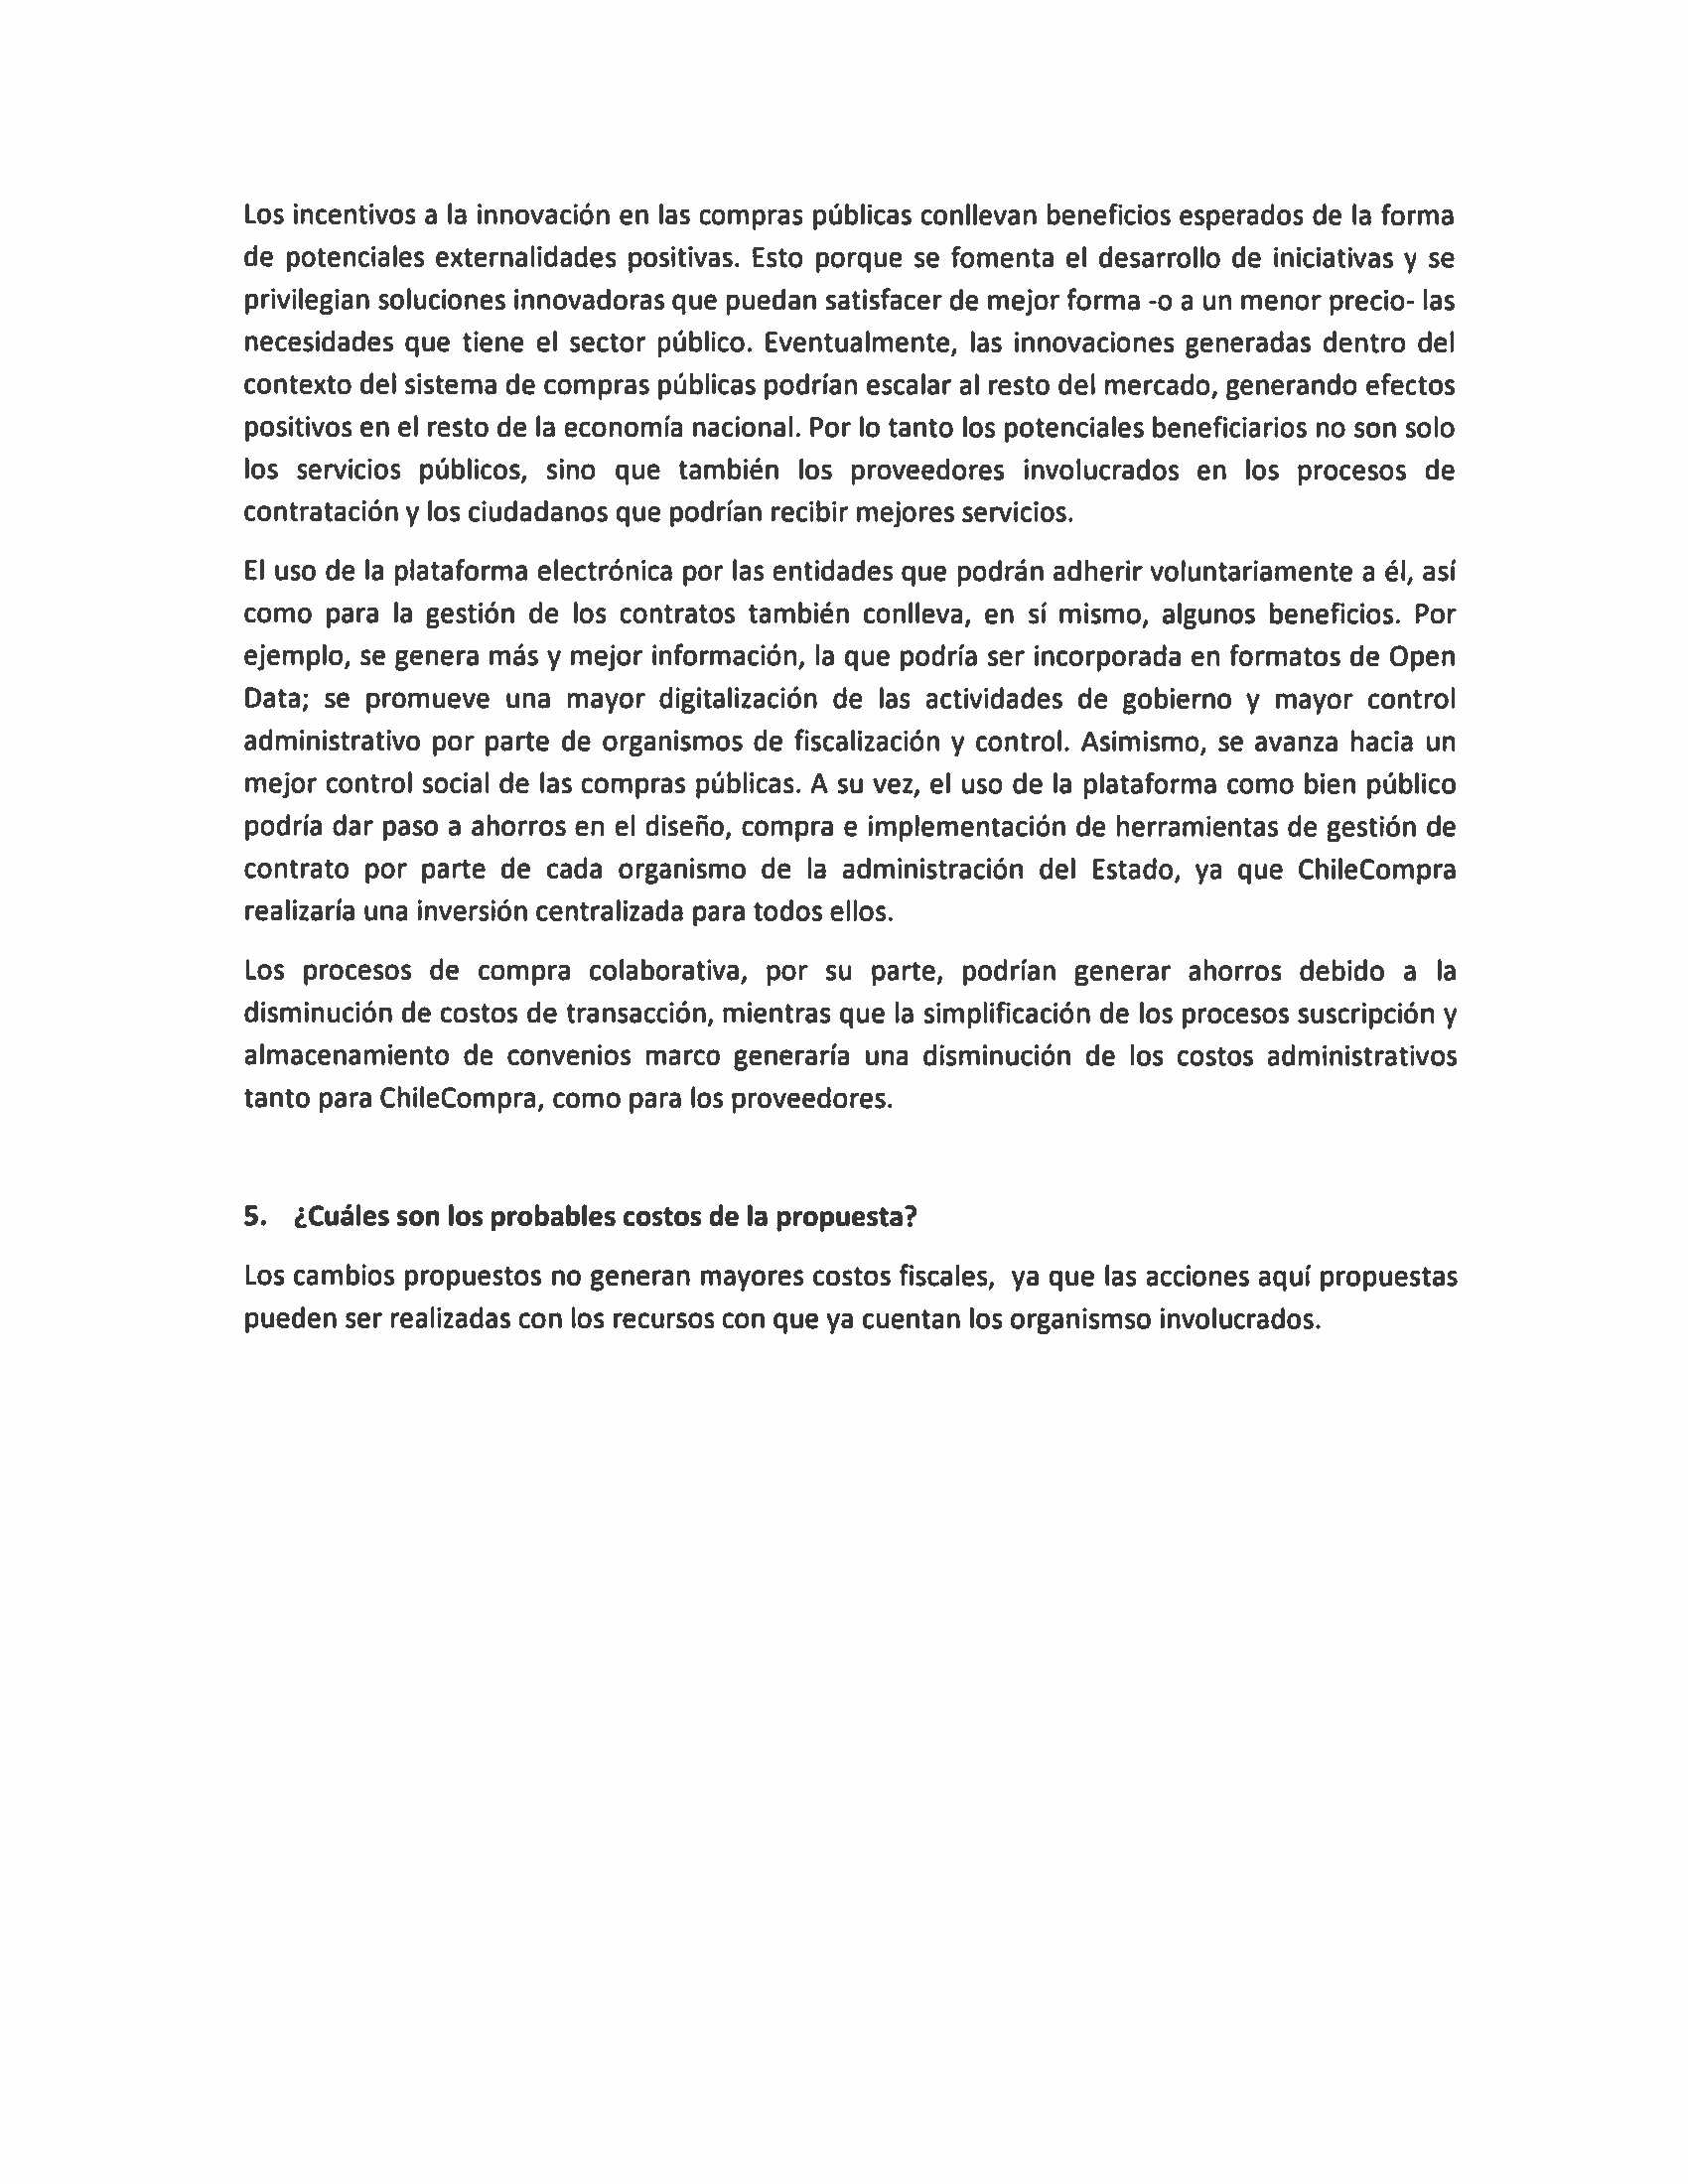 Los incentivos a la innovación en las compras públicas conllevan beneficios esperados de la forma
de potenciales externalidades positivas. Esto porque se fomenta el desarrollo de iniciativas y se
privilegian soluciones innovadoras que puedan satisfacer de mejor forma -o a un menor precio- las
necesidades que tiene el sector público. Eventualmente, las innovaciones generadas dentro del
contexto del sistema de compras públicas podrían escalar al resto del mercado, generando efectos
positivos en el resto de la economía nacional. Por lo tanto los potenciales beneficiarios no son solo
los servicios públicos, sino que también los proveedores involucrados en los procesos de
contratación y los ciudadanos que podrían recibir mejores servicios.
El uso de la plataforma electrónica por las entidades que podrán adherir voluntariamente a él, así
como para la gestión de los contratos también conlleva, en sí mismo, algunos beneficios. Por
ejemplo, se genera más y mejor información, la que podría ser incorporada en formatos de Open
Data; se promueve una mayor digitalización de las actividades de gobierno y mayor control
administrativo por parte de organismos de fiscalización y control. Asimismo, se avanza hacia un
mejor control social de las compras públicas. A su vez, el uso de la plataforma como bien público
podría dar paso a ahorros en el diseño, compra e implementación de herramientas de gestión de
contrato por parte de cada organismo de la administración del Estado, ya que ChileCompra
realizaría una inversión centralizada para todos ellos.
Los procesos de compra colaborativa, por su parte, podrían generar ahorros debido a la
disminución de costos de transacción, mientras que la simplificación de los procesos suscripción y
almacenamiento de convenios marco generaría una disminución de los costos administrativos
tanto para ChileCompra, como para los proveedores.
5. ¿Cuáles son los probables costos de la propuesta?
Los cambios propuestos no generan mayores costos fiscales, ya que las acciones aquí propuestas
pueden ser realizadas con los recursos con que ya cuentan los organismso involucrados.